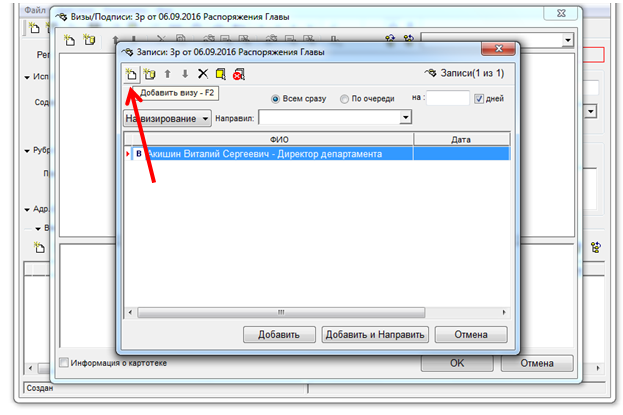 Файл
Визы/Подписи: 3р от 06.09.2016 Распоряжения Главы
Записи: 3р от 06.09.2016 Распоряжения Главы
Записи(1 из 1)
Добавить визу - F2
Всем сразу
По очереди
на :
дней
На визирование
Направил:
ФИО
Дата
В Акишин Виталий Сергеевич - Директор департамента
Добавить
Добавить и Направить
Отмена
Информация о картотеке
OK
Отмена
Создан
Рег
Исп
Сод
Рубр
П
Адр
В